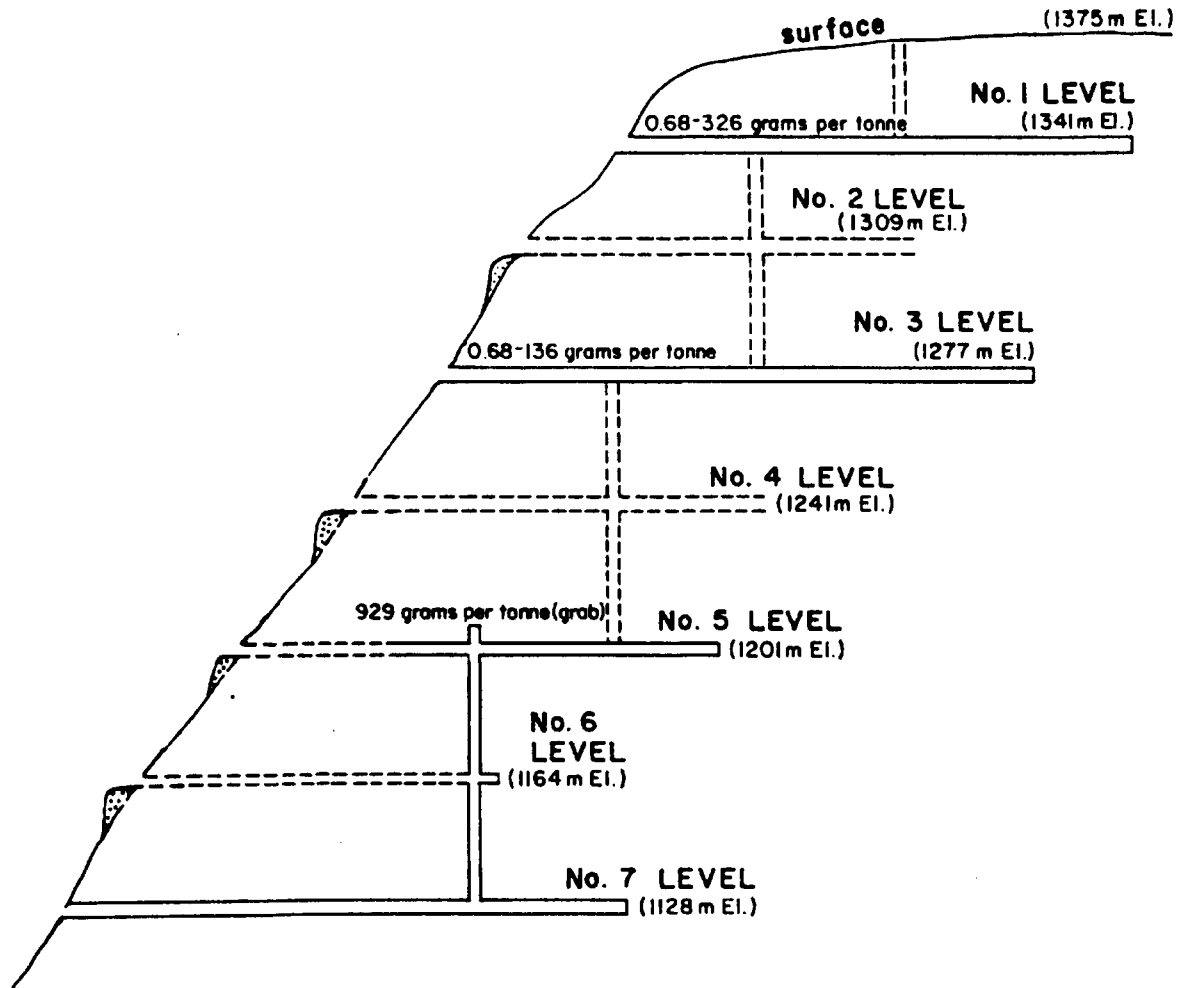 surface
(1375m El.)
No. 1 LEVEL
(1341m El.)
0.68-326 grams per tonne
No. 2 LEVEL
(1309m El.)
No. 3 LEVEL
(1277 m El.)
0.68-136 grams per tonne
No. 4 LEVEL
(1241m El.)
929 grams per tonne(grab)
No. 5 LEVEL
(1201m El.)
No. 6
LEVEL
(1164m El.)
No. 7 LEVEL
(1128m El.)